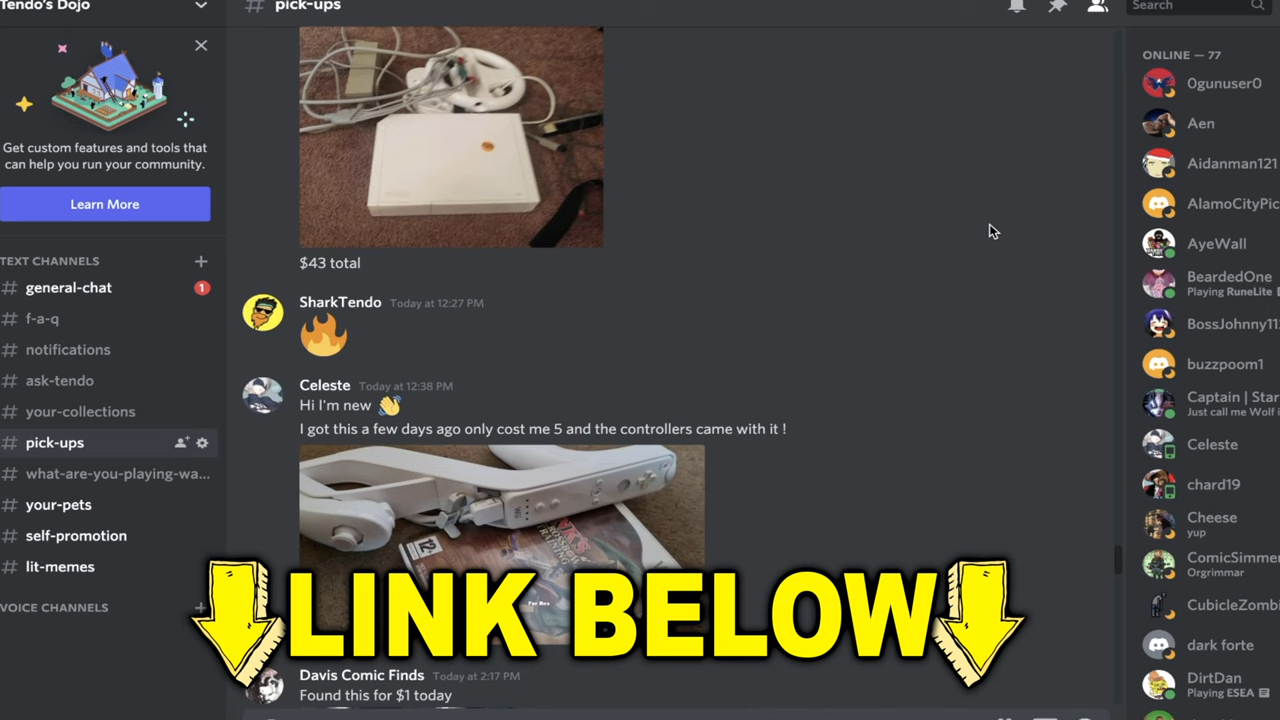 Tendo's Dojo
Get custom features and tools that
can help you run your community.
Learn More
TEXT CHANNELS
# general-chat 1
# f-a-q
# notifications
# ask-tendo
# your-collections
# pick-ups
# what-are-you-playing-wa...
# your-pets
# self-promotion
# lit-memes
VOICE CHANNELS
# pick-ups
Search
$43 total
SharkTendo Today at 12:27 PM
Celeste Today at 12:38 PM
Hi I'm new
I got this a few days ago only cost me 5 and the controllers came with it !
Wii
12
LINK BELOW
Davis Comic Finds Today at 2:17 PM
Found this for $1 today
ONLINE — 77
0gunuser0
Aen
Aidanman121
AlamoCityPic
AyeWall
BeardedOne
Playing RuneLite
BossJohnny11
buzzpoom1
Captain | Star
Just call me Wolf i
Celeste
chard19
Cheese
yup
ComicSimme
Orgrimmar
CubicleZomb
dark forte
DirtDan
Playing ESEA